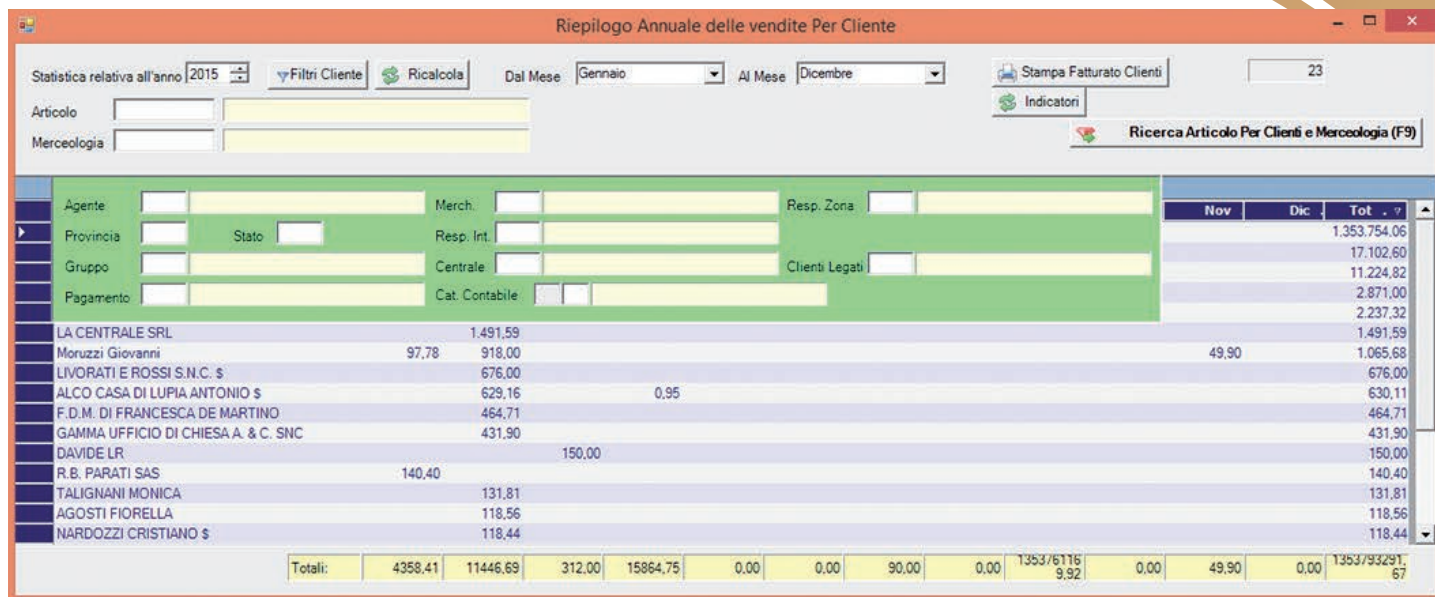 Riepilogo Annuale delle vendite Per Cliente
Statistica relativa all'anno 2015 Filtri Cliente Ricalcola Dal Mese Gennaio Al Mese Dicembre Stampa Fatturato Clienti 23
Indicatori
Articolo
Ricerca Articolo Per Clienti e Merceologia (F9)
Merceologia
Agente Merch. Resp. Zona
Nov Dic . Tot .
Provincia Stato Resp. Int. 1.353.754.06
17.102,60
Gruppo Centrale Clienti Legati 11.224,82
Pagamento Cat. Contabile 2.871,00
2.237,32
LA CENTRALE SRL 1.491,59 1.491,59
Moruzzi Giovanni 97,78 918,00 49,90 1.065,68
LIVORATI E ROSSI S.N.C. $ 676,00 676,00
ALCO CASA DI LUPIA ANTONIO $ 629,16 0,95 630,11
F.D.M. DI FRANCESCA DE MARTINO 464,71 464,71
GAMMA UFFICIO DI CHIESA A. & C. SNC 431,90 431,90
DAVIDE LR 150,00 150,00
R.B. PARATI SAS 140,40 140,40
TALIGNANI MONICA 131,81 131,81
AGOSTI FIORELLA 118,56 118,56
NARDOZZI CRISTIANO $ 118,44 118,44
Totali: 4358,41 11446,69 312,00 15864,75 0,00 0,00 90,00 0,00 135376116 9,92 0,00 49,90 0,00 1353793291, 67